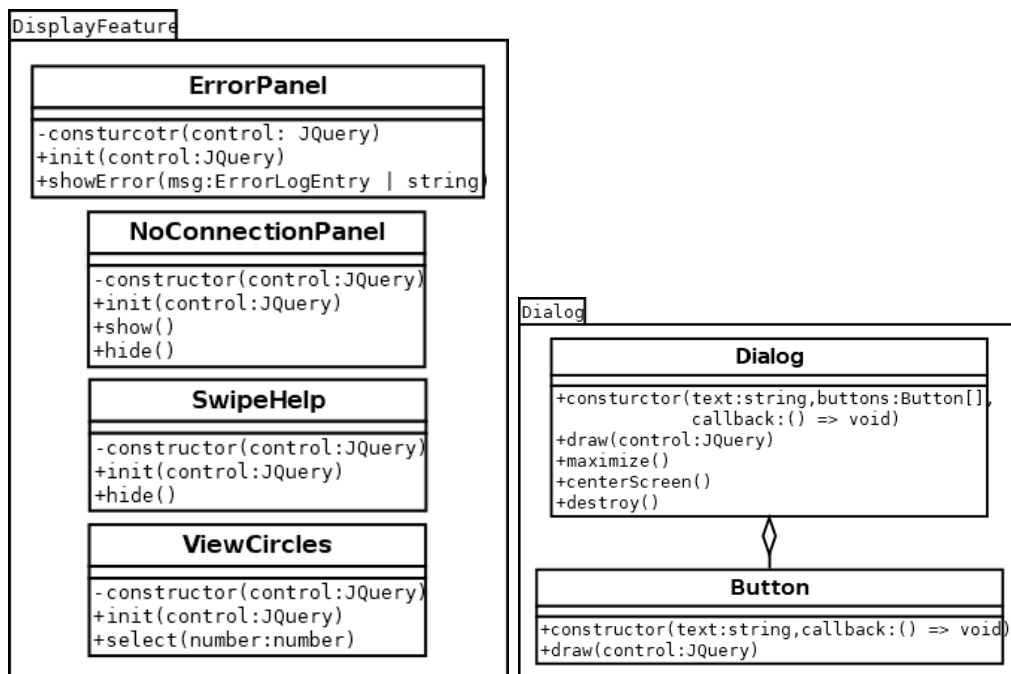 DisplayFeature
ErrorPanel
-consturcotr(control: JQuery)
+init(control:JQuery)
+showError(msg:ErrorLogEntry | string)
NoConnectionPanel
-constructor(control:JQuery)
+init(control:JQuery)
+show()
+hide()
SwipeHelp
-constructor(control:JQuery)
+init(control:JQuery)
+hide()
ViewCircles
-constructor(control:JQuery)
+init(control:JQuery)
+select(number:number)
Dialog
Dialog
+consturctor(text:string,buttons:Button[],
callback:() => void)
+draw(control:JQuery)
+maximize()
+centerScreen()
+destroy()
Button
+constructor(text:string,callback:() => void)
+draw(control:JQuery)